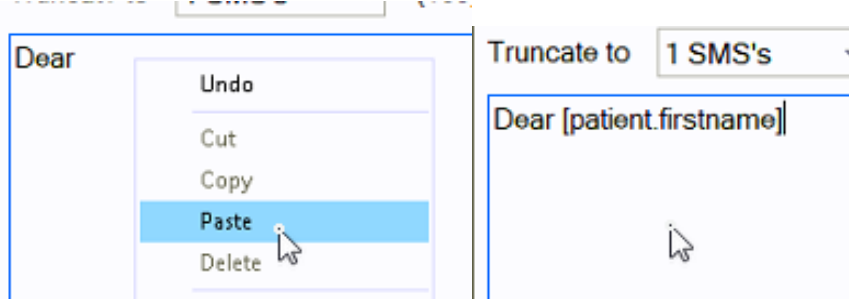 Dear
Undo
Cut
Copy
Paste
Delete
Truncate to 1 SMS's
Dear [patient.firstname]